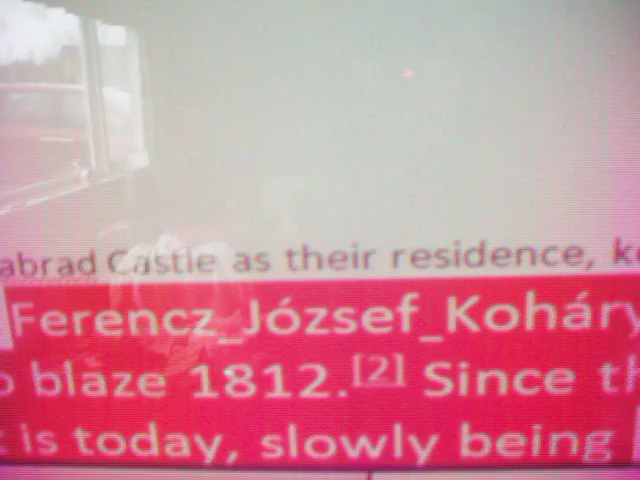 abrad Castle as their residence, k
Ferencz_József_Koháry
o blaze 1812.[2] Since th
is today, slowly being